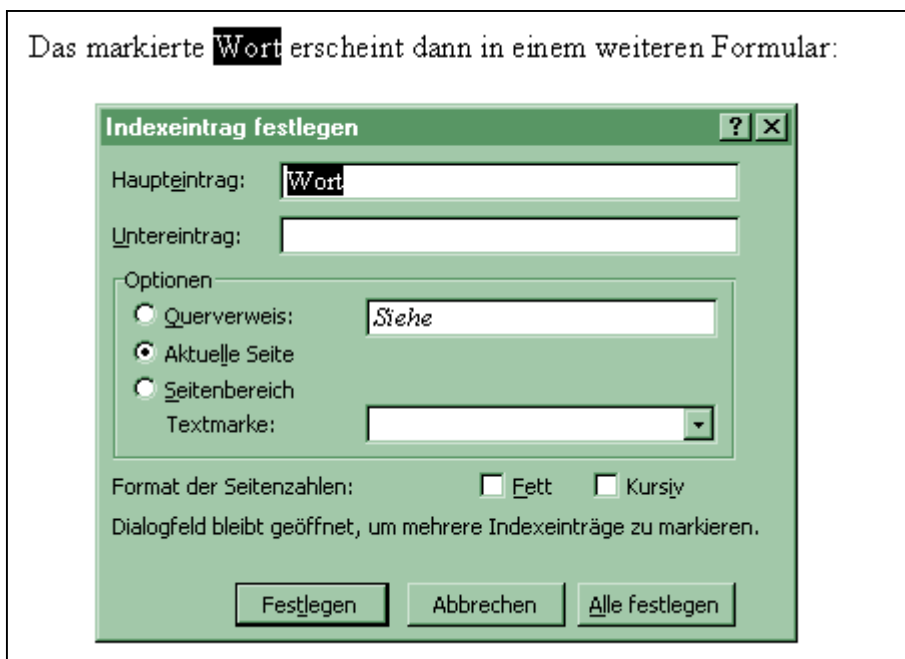 Das markierte Wort erscheint dann in einem weiteren Formular:
Indexeintrag festlegen
Haupteintrag: Wort
Untereintrag:
Optionen
Querverweis: Siehe
Aktuelle Seite
Seitenbereich
Textmarke:
Format der Seitenzahlen: Fett Kursiv
Dialogfeld bleibt geöffnet, um mehrere Indexeinträge zu markieren.
Festlegen Abbrechen Alle festlegen